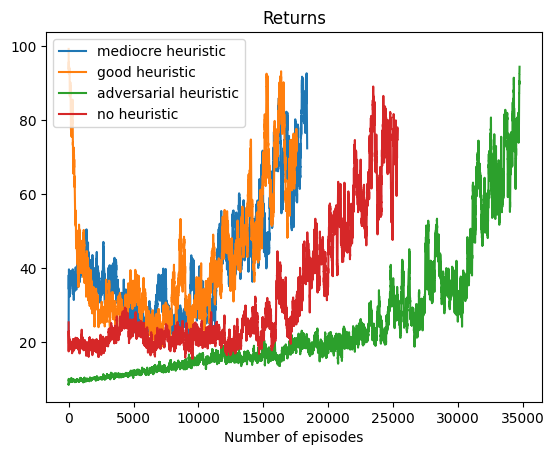 Returns
mediocre heuristic
good heuristic
adversarial heuristic
no heuristic
100
80
60
40
20
0 5000 10000 15000 20000 25000 30000 35000
Number of episodes